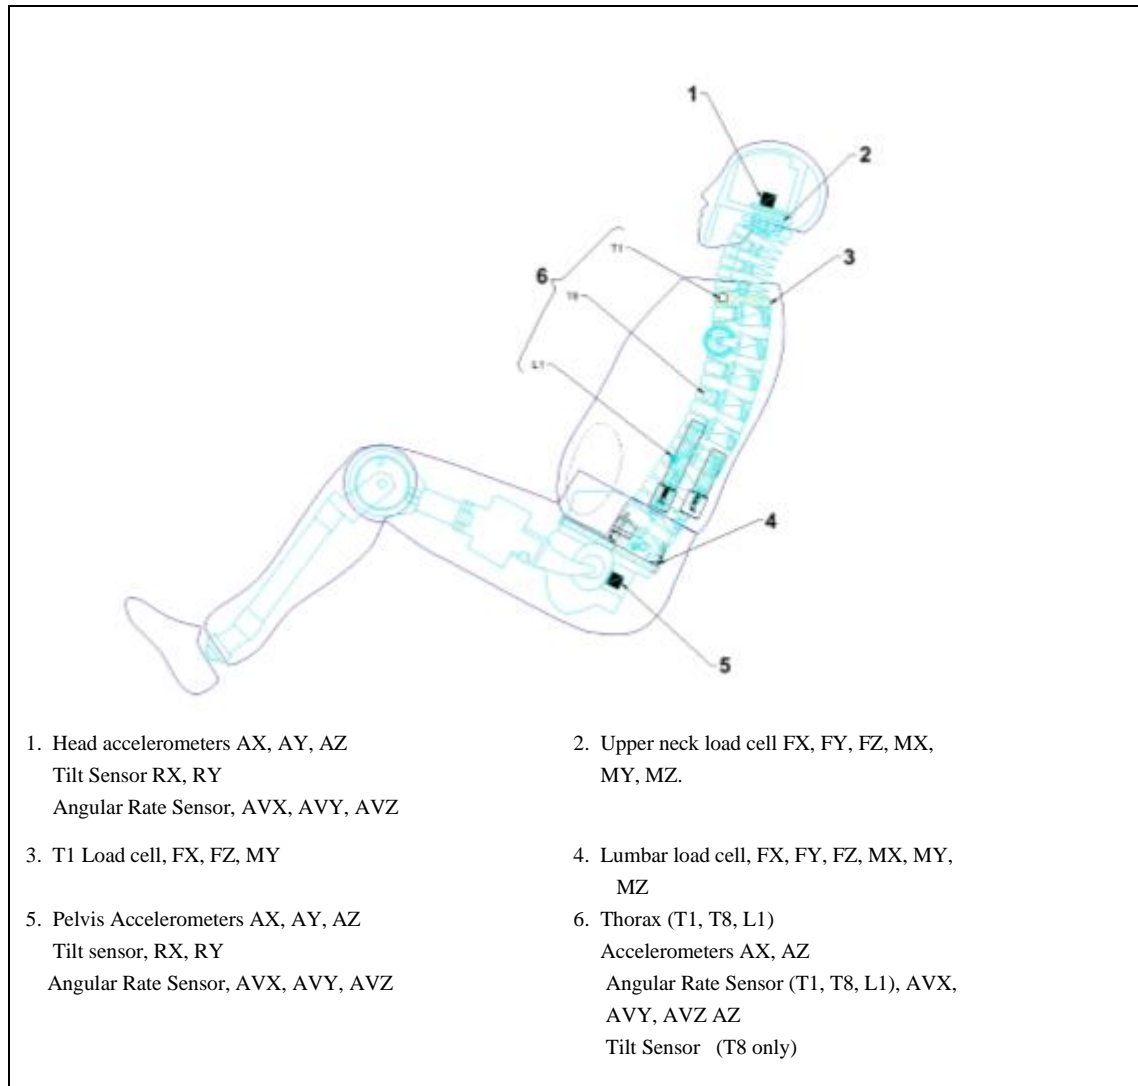 1
2
3
T1
6
T8
L1
4
5
1. Head accelerometers AX, AY, AZ
Tilt Sensor RX, RY
Angular Rate Sensor, AVX, AVY, AVZ
2. Upper neck load cell FX, FY, FZ, MX,
MY, MZ.
3. T1 Load cell, FX, FZ, MY
4. Lumbar load cell, FX, FY, FZ, MX, MY,
MZ
5. Pelvis Accelerometers AX, AY, AZ
Tilt sensor, RX, RY
Angular Rate Sensor, AVX, AVY, AVZ
6. Thorax (T1, T8, L1)
Accelerometers AX, AZ
Angular Rate Sensor (T1, T8, L1), AVX,
AVY, AVZ AZ
Tilt Sensor (T8 only)